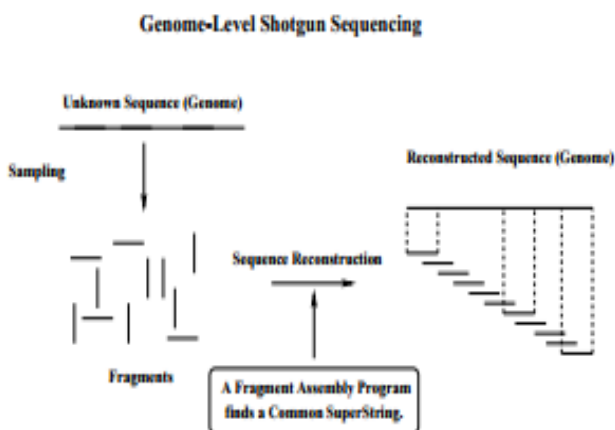 Genome-Level Shotgun Sequencing
Unknown Sequence (Genome)
Sampling
Reconstructed Sequence (Genome)
Sequence Reconstruction
Fragments
A Fragment Assembly Program
finds a Common SuperString.